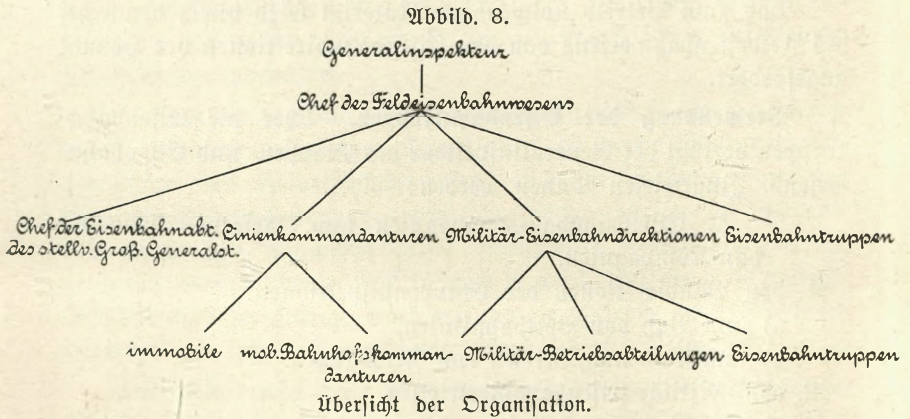 Abbild. 8.
Generalinspekteur
Chef des Feldeisenbahnwesens
Chef der Eisenbahnabt.
des stellv. Groß. Generalst.
Linienkommandanturen
Militär-Eisenbahndirektionen
Eisenbahntruppen
immobile
mob. Bahnhofskomman-
danturen
Militär-Betriebsabteilungen
Eisenbahntruppen
Übersicht der Organisation.